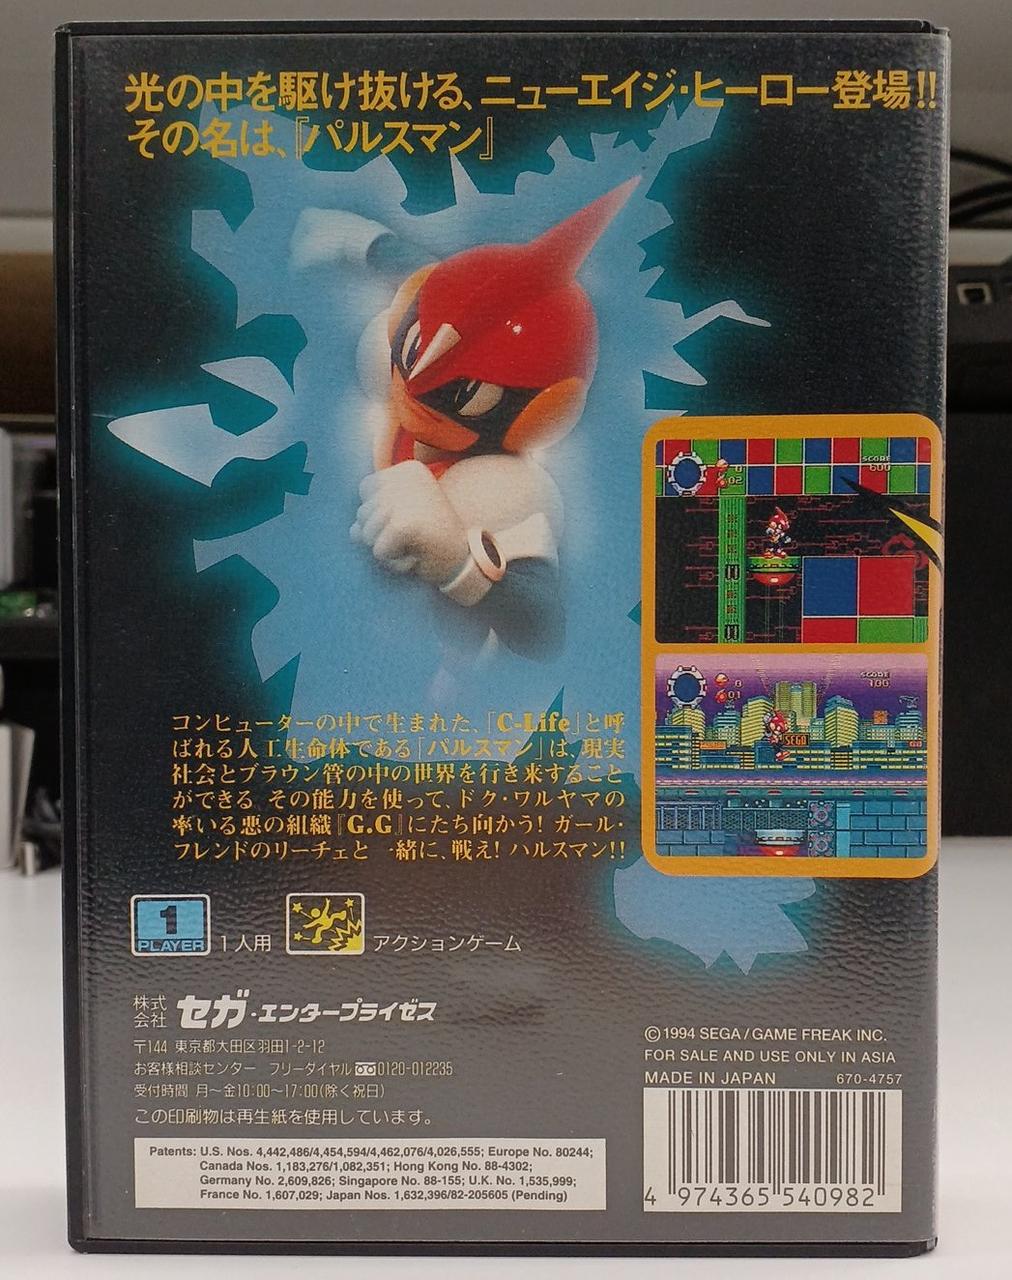 光の中を駆け抜ける、ニューエイジ・ヒーロー登場!!
その名は、『パルスマン』
SCORE
600
02
SCORE
100
01
SEGO
コンピューターの中で生まれた、「C-Life」と呼
ばれる人工生命体である「パルスマン」は、現実
社会とブラウン管の中の世界を行き来すること
ができる その能力を使って、ドク・ワルヤマの
率いる悪の組織『G.G』にたち向かう! ガール・
フレンドのリーチェと一緒に、戦え! パルスマン!!
1
PLAYER
1人用
アクションゲーム
株式
会社 セガ・エンタープライゼス
〒144 東京都大田区羽田1-2-12
お客様相談センター フリーダイヤル 0120-012235
受付時間 月〜金10:00〜17:00(除く祝日)
この印刷物は再生紙を使用しています。
©1994 SEGA/GAME FREAK INC.
FOR SALE AND USE ONLY IN ASIA
MADE IN JAPAN 670-4757
Patents: U.S. Nos. 4,442,486/4,454,594/4,462,076/4,026,555; Europe No. 80244;
Canada Nos. 1,183,276/1,082,351; Hong Kong No. 88-4302;
Germany No. 2,609,826; Singapore No. 88-155; U.K. No. 1,535,999;
France No. 1,607,029; Japan Nos. 1,632,396/82-205605 (Pending)
4 974365 540982